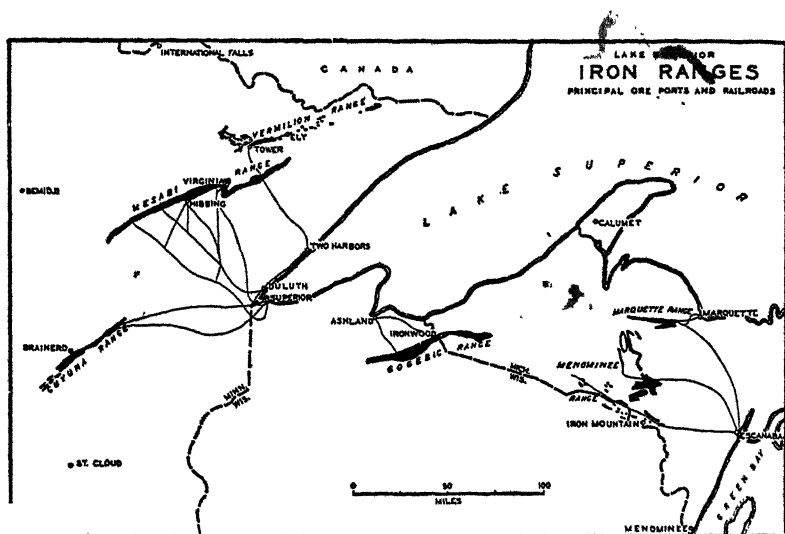 INTERNATIONAL FALLS
CANADA
LAKE
IRON RANGES
PRINCIPAL ORE PORTS AND RAILROADS
VERMILION RANGE
ELY
TOWER
BEMIDJI
MESABI RANGE
VIRGINIA
HIBBING
LAKE SUPERIOR
CALUMET
TWO HARBORS
DULUTH
SUPERIOR
ASHLAND
IRONWOOD
GOGEBIC RANGE
MARQUETTE RANGE
MARQUETTE
BRAINERD
CUYUNA RANGE
MINN.
WIS.
MICH.
WIS.
MENOMINEE
RANGE
IRON MOUNTAIN
ESCANABA
ST. CLOUD
0 50 100
MILES
GREEN BAY
MENOMINEE